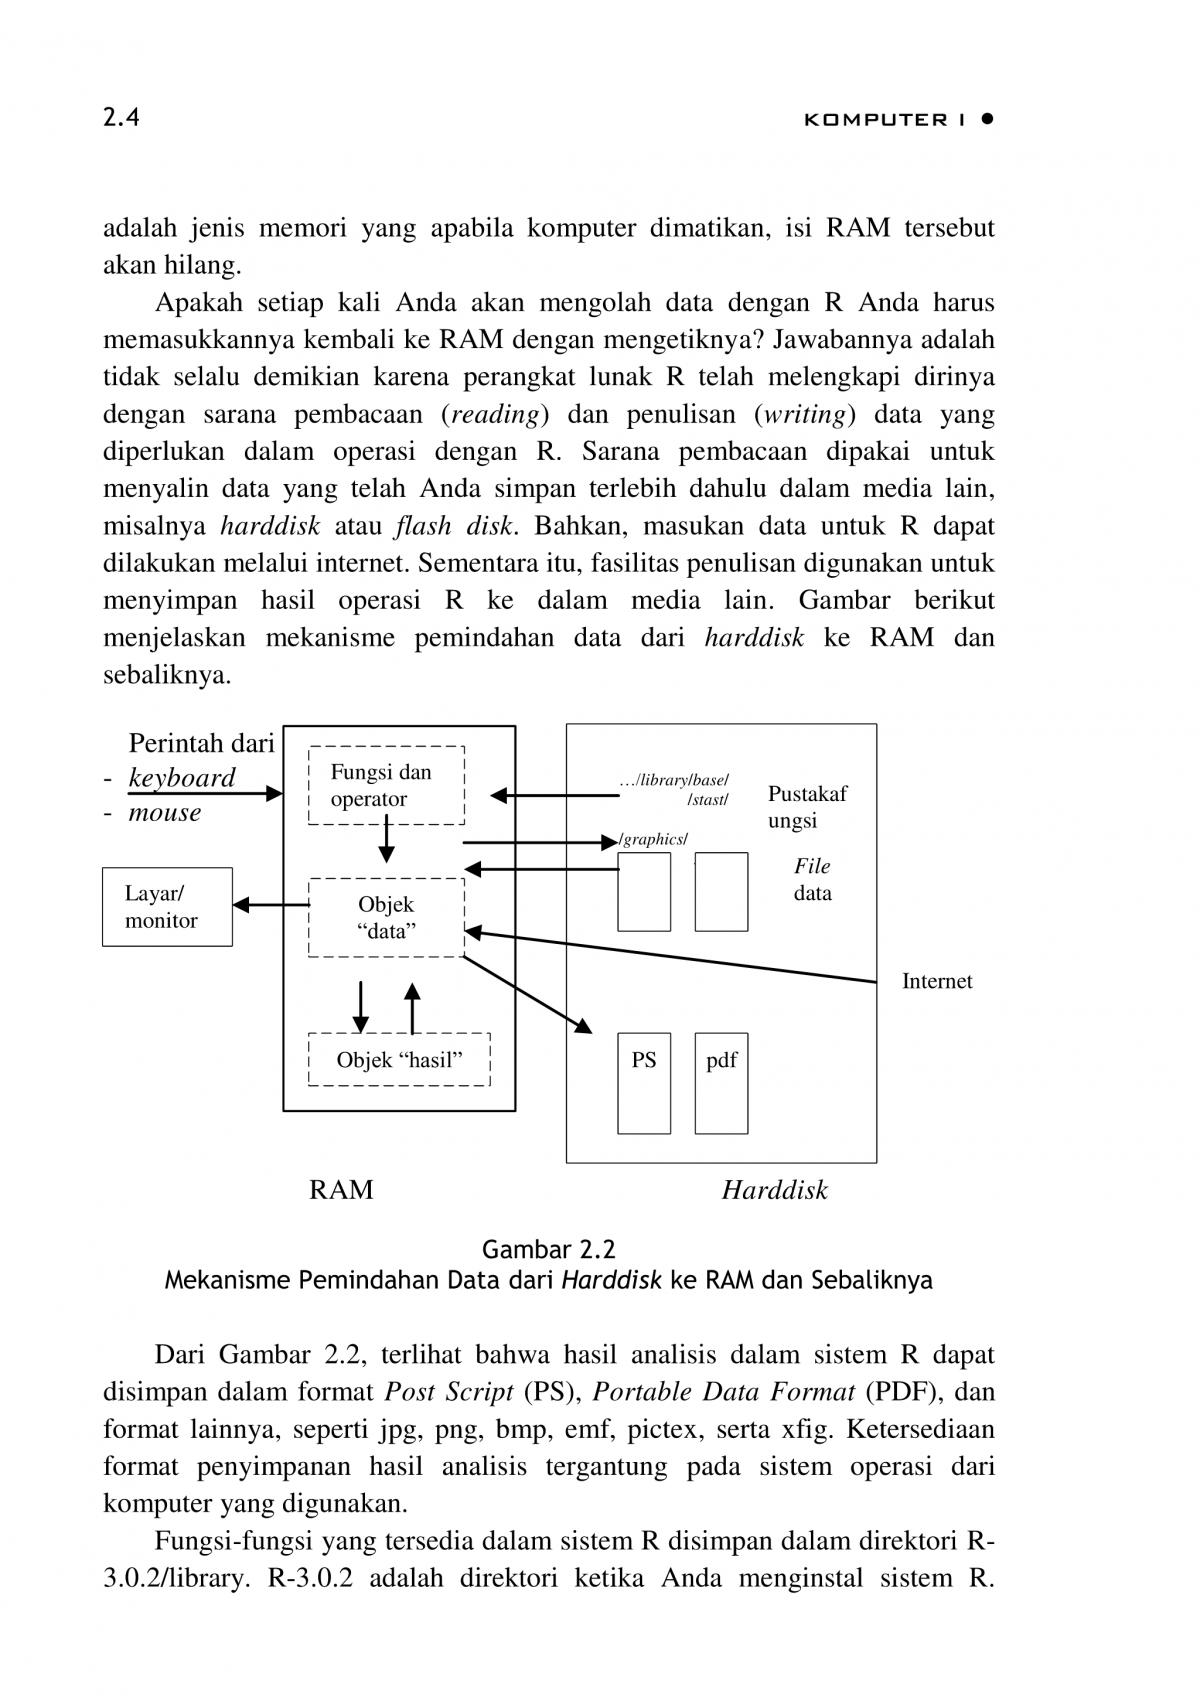 2.4 KOMPUTER I ●
adalah jenis memori yang apabila komputer dimatikan, isi RAM tersebut
akan hilang.
Apakah setiap kali Anda akan mengolah data dengan R Anda harus
memasukkannya kembali ke RAM dengan mengetiknya? Jawabannya adalah
tidak selalu demikian karena perangkat lunak R telah melengkapi dirinya
dengan sarana pembacaan (reading) dan penulisan (writing) data yang
diperlukan dalam operasi dengan R. Sarana pembacaan dipakai untuk
menyalin data yang telah Anda simpan terlebih dahulu dalam media lain,
misalnya harddisk atau flash disk. Bahkan, masukan data untuk R dapat
dilakukan melalui internet. Sementara itu, fasilitas penulisan digunakan untuk
menyimpan hasil operasi R ke dalam media lain. Gambar berikut
menjelaskan mekanisme pemindahan data dari harddisk ke RAM dan
sebaliknya.
Perintah dari
- keyboard
- mouse
Layar/
monitor
Fungsi dan
operator
Objek
“data”
Objek “hasil”
…/library/base/
/stast/
/graphics/
Pustakaf
ungsi
File
data
Internet
PS
pdf
RAM
Harddisk
Gambar 2.2
Mekanisme Pemindahan Data dari Harddisk ke RAM dan Sebaliknya
Dari Gambar 2.2, terlihat bahwa hasil analisis dalam sistem R dapat
disimpan dalam format Post Script (PS), Portable Data Format (PDF), dan
format lainnya, seperti jpg, png, bmp, emf, pictex, serta xfig. Ketersediaan
format penyimpanan hasil analisis tergantung pada sistem operasi dari
komputer yang digunakan.
Fungsi-fungsi yang tersedia dalam sistem R disimpan dalam direktori R-
3.0.2/library. R-3.0.2 adalah direktori ketika Anda menginstal sistem R.